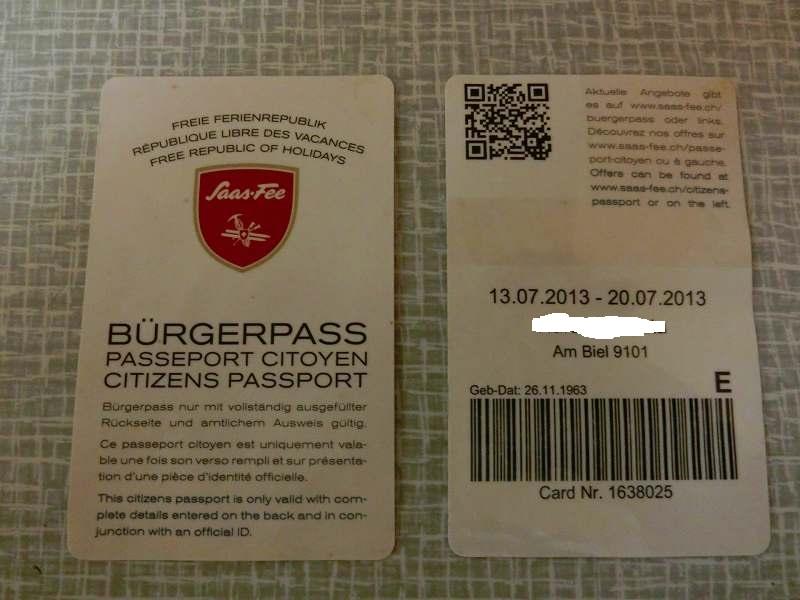 FREIE FERIENREPUBLIK
RÉPUBLIQUE LIBRE DES VACANCES
FREE REPUBLIC OF HOLIDAYS
Saas-Fee
BÜRGERPASS
PASSEPORT CITOYEN
CITIZENS PASSPORT
Bürgerpass nur mit vollständig ausgefüllter
Rückseite und amtlichem Ausweis gültig.
Ce passeport citoyen est uniquement vala-
ble une fois son verso rempli et sur présenta-
tion d'une pièce d'identité officielle.
This citizens passport is only valid with com-
plete details entered on the back and in con-
junction with an official ID.
Aktuelle Angebote gibt
es auf www.saas-fee.ch/
buergerpass oder links.
Découvrez nos offres sur
www.saas-fee.ch/passe-
port-citoyen ou à gauche.
Offers can be found at
www.saas-fee.ch/citizens-
passport or on the left.
13.07.2013 - 20.07.2013
Am Biel 9101
E
Geb-Dat: 26.11.1963
Card Nr. 1638025